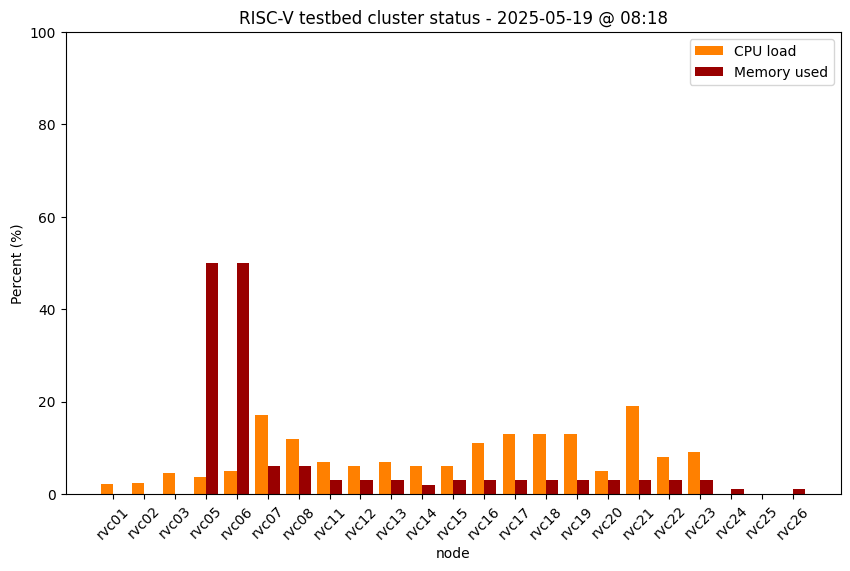 RISC-V testbed cluster status - 2025-05-19 @ 08:18
CPU load
Memory used
Percent (%)
100
80
60
40
20
0
rvc01
rvc02
rvc03
rvc05
rvc06
rvc07
rvc08
rvc11
rvc12
rvc13
rvc14
rvc15
rvc16
rvc17
rvc18
rvc19
rvc20
rvc21
rvc22
rvc23
rvc24
rvc25
rvc26
node